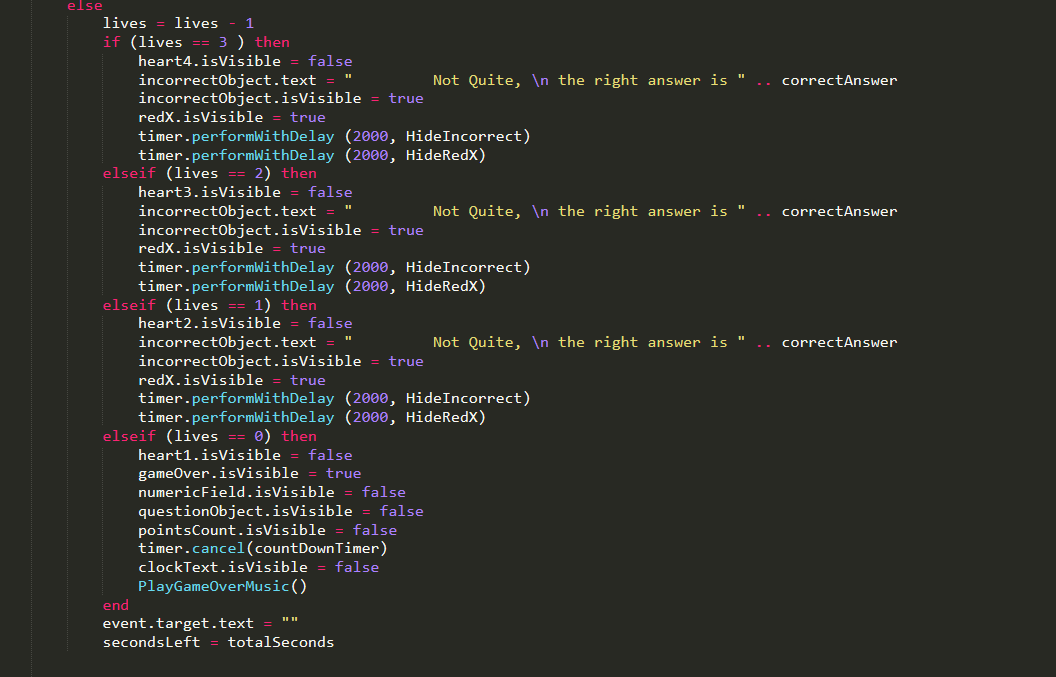 else
    lives = lives - 1
    if (lives == 3 ) then
        heart4.isVisible = false
        incorrectObject.text = "         Not Quite, \n the right answer is " .. correctAnswer
        incorrectObject.isVisible = true
        redX.isVisible = true
        timer.performWithDelay (2000, HideIncorrect)
        timer.performWithDelay (2000, HideRedX)
    elseif (lives == 2) then
        heart3.isVisible = false
        incorrectObject.text = "         Not Quite, \n the right answer is " .. correctAnswer
        incorrectObject.isVisible = true
        redX.isVisible = true
        timer.performWithDelay (2000, HideIncorrect)
        timer.performWithDelay (2000, HideRedX)
    elseif (lives == 1) then
        heart2.isVisible = false
        incorrectObject.text = "         Not Quite, \n the right answer is " .. correctAnswer
        incorrectObject.isVisible = true
        redX.isVisible = true
        timer.performWithDelay (2000, HideIncorrect)
        timer.performWithDelay (2000, HideRedX)
    elseif (lives == 0) then
        heart1.isVisible = false
        gameOver.isVisible = true
        numericField.isVisible = false
        questionObject.isVisible = false
        pointsCount.isVisible = false
        timer.cancel(countDownTimer)
        clockText.isVisible = false
        PlayGameOverMusic()
    end
    event.target.text = ""
    secondsLeft = totalSeconds